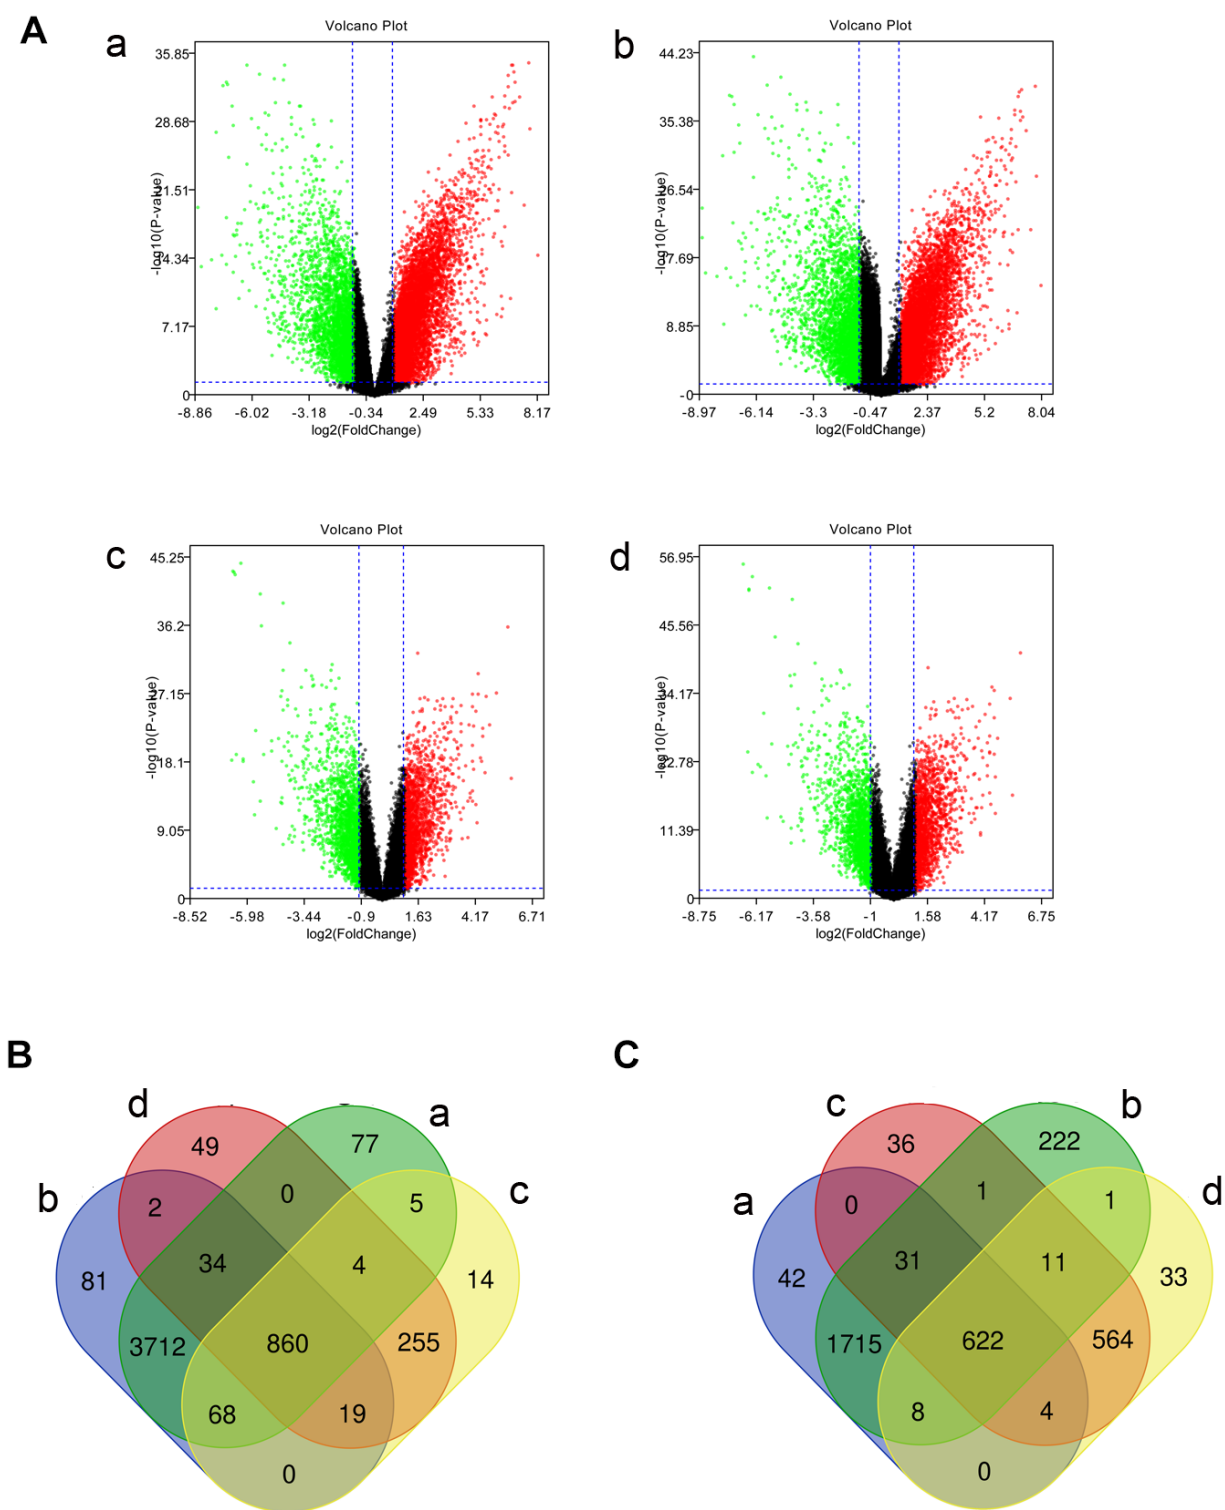 A
a
Volcano Plot
35.85
28.68
21.51
14.34
7.17
0
-log10(P-value)
-8.86 -6.02 -3.18 -0.34 2.49 5.33 8.17
log2(FoldChange)
b
Volcano Plot
44.23
35.38
26.54
17.69
8.85
-0
-log10(P-value)
-8.97 -6.14 -3.3 -0.47 2.37 5.2 8.04
log2(FoldChange)
c
Volcano Plot
45.25
36.2
27.15
18.1
9.05
0
-log10(P-value)
-8.52 -5.98 -3.44 -0.9 1.63 4.17 6.71
log2(FoldChange)
d
Volcano Plot
56.95
45.56
34.17
22.78
11.39
0
-log10(P-value)
-8.75 -6.17 -3.58 -1 1.58 4.17 6.75
log2(FoldChange)
B
d a
49 77
b c
2 0 5
34 4
81 14
3712 860 255
68 19
0
C
c b
36 222
a d
0 1 1
31 11
42 33
1715 622 564
8 4
0